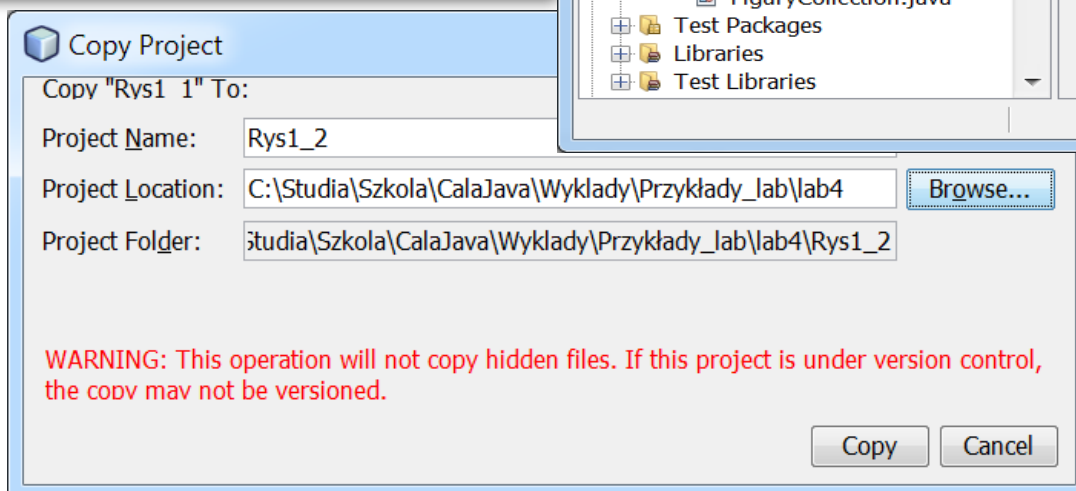 FiguryCollection.java
Test Packages
Libraries
Test Libraries
Copy Project
Copy "Rys1_1" To:
Project Name: Rys1_2
Project Location: C:\Studia\Szkola\CalaJava\Wyklady\Przykłady_lab\lab4 Browse...
Project Folder: Studia\Szkola\CalaJava\Wyklady\Przykłady_lab\lab4\Rys1_2
WARNING: This operation will not copy hidden files. If this project is under version control,
the copy may not be versioned.
Copy Cancel